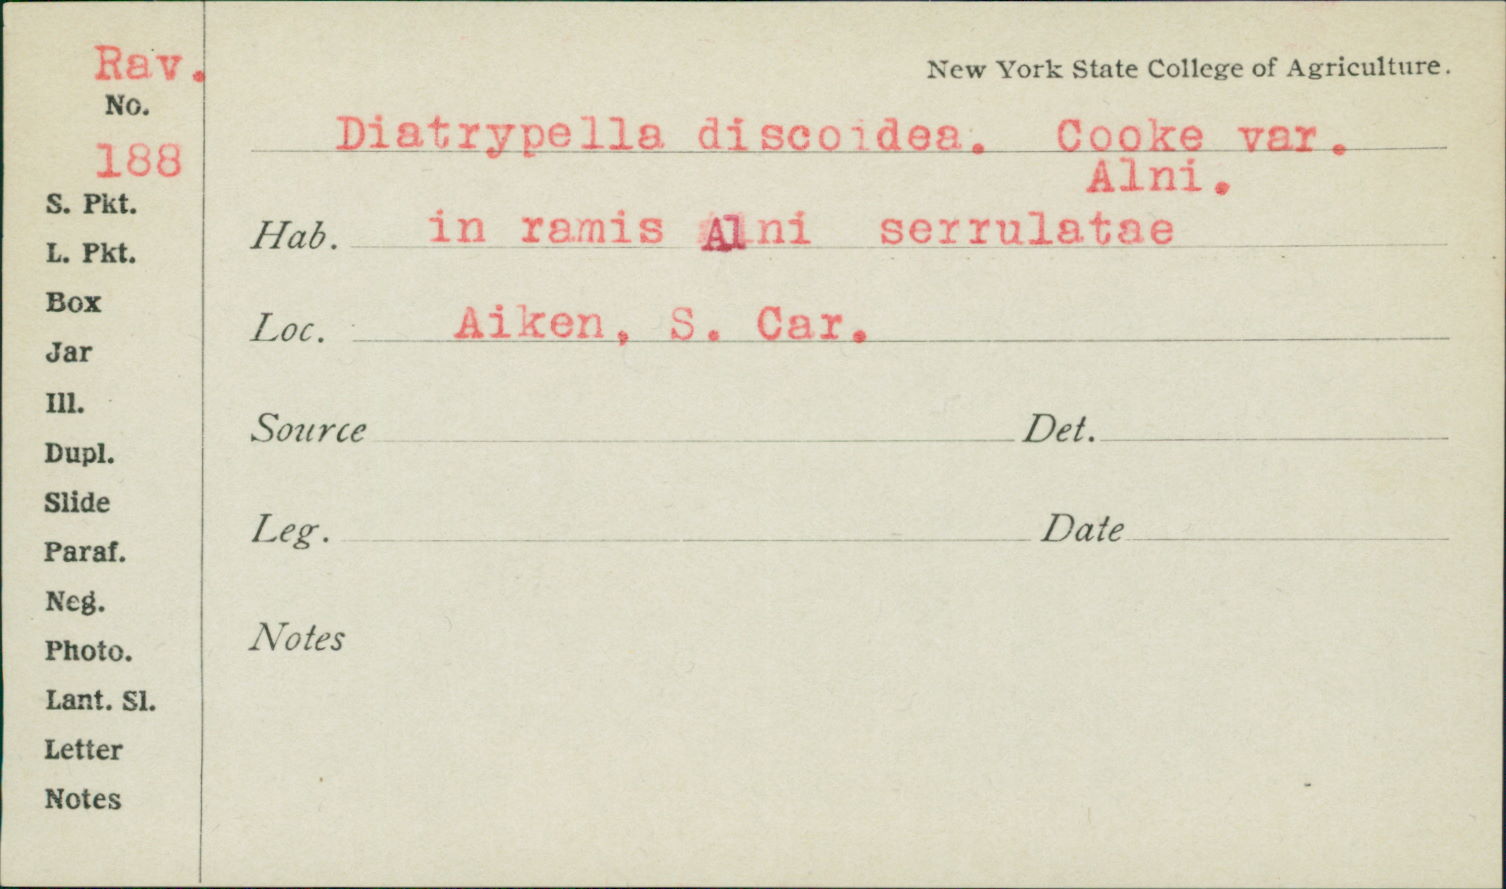 Rav.
No.
188
S. Pkt.
L. Pkt.
Box
Jar
Ill.
Dupl.
Slide
Paraf.
Neg.
Photo.
Lant. Sl.
Letter
Notes
New York State College of Agriculture.
Diatrypella discoidea. Cooke var.
Alni.
Hab. in ramis Alni serrulatae
Loc. Aiken, S. Car.
Source Det.
Leg. Date
Notes